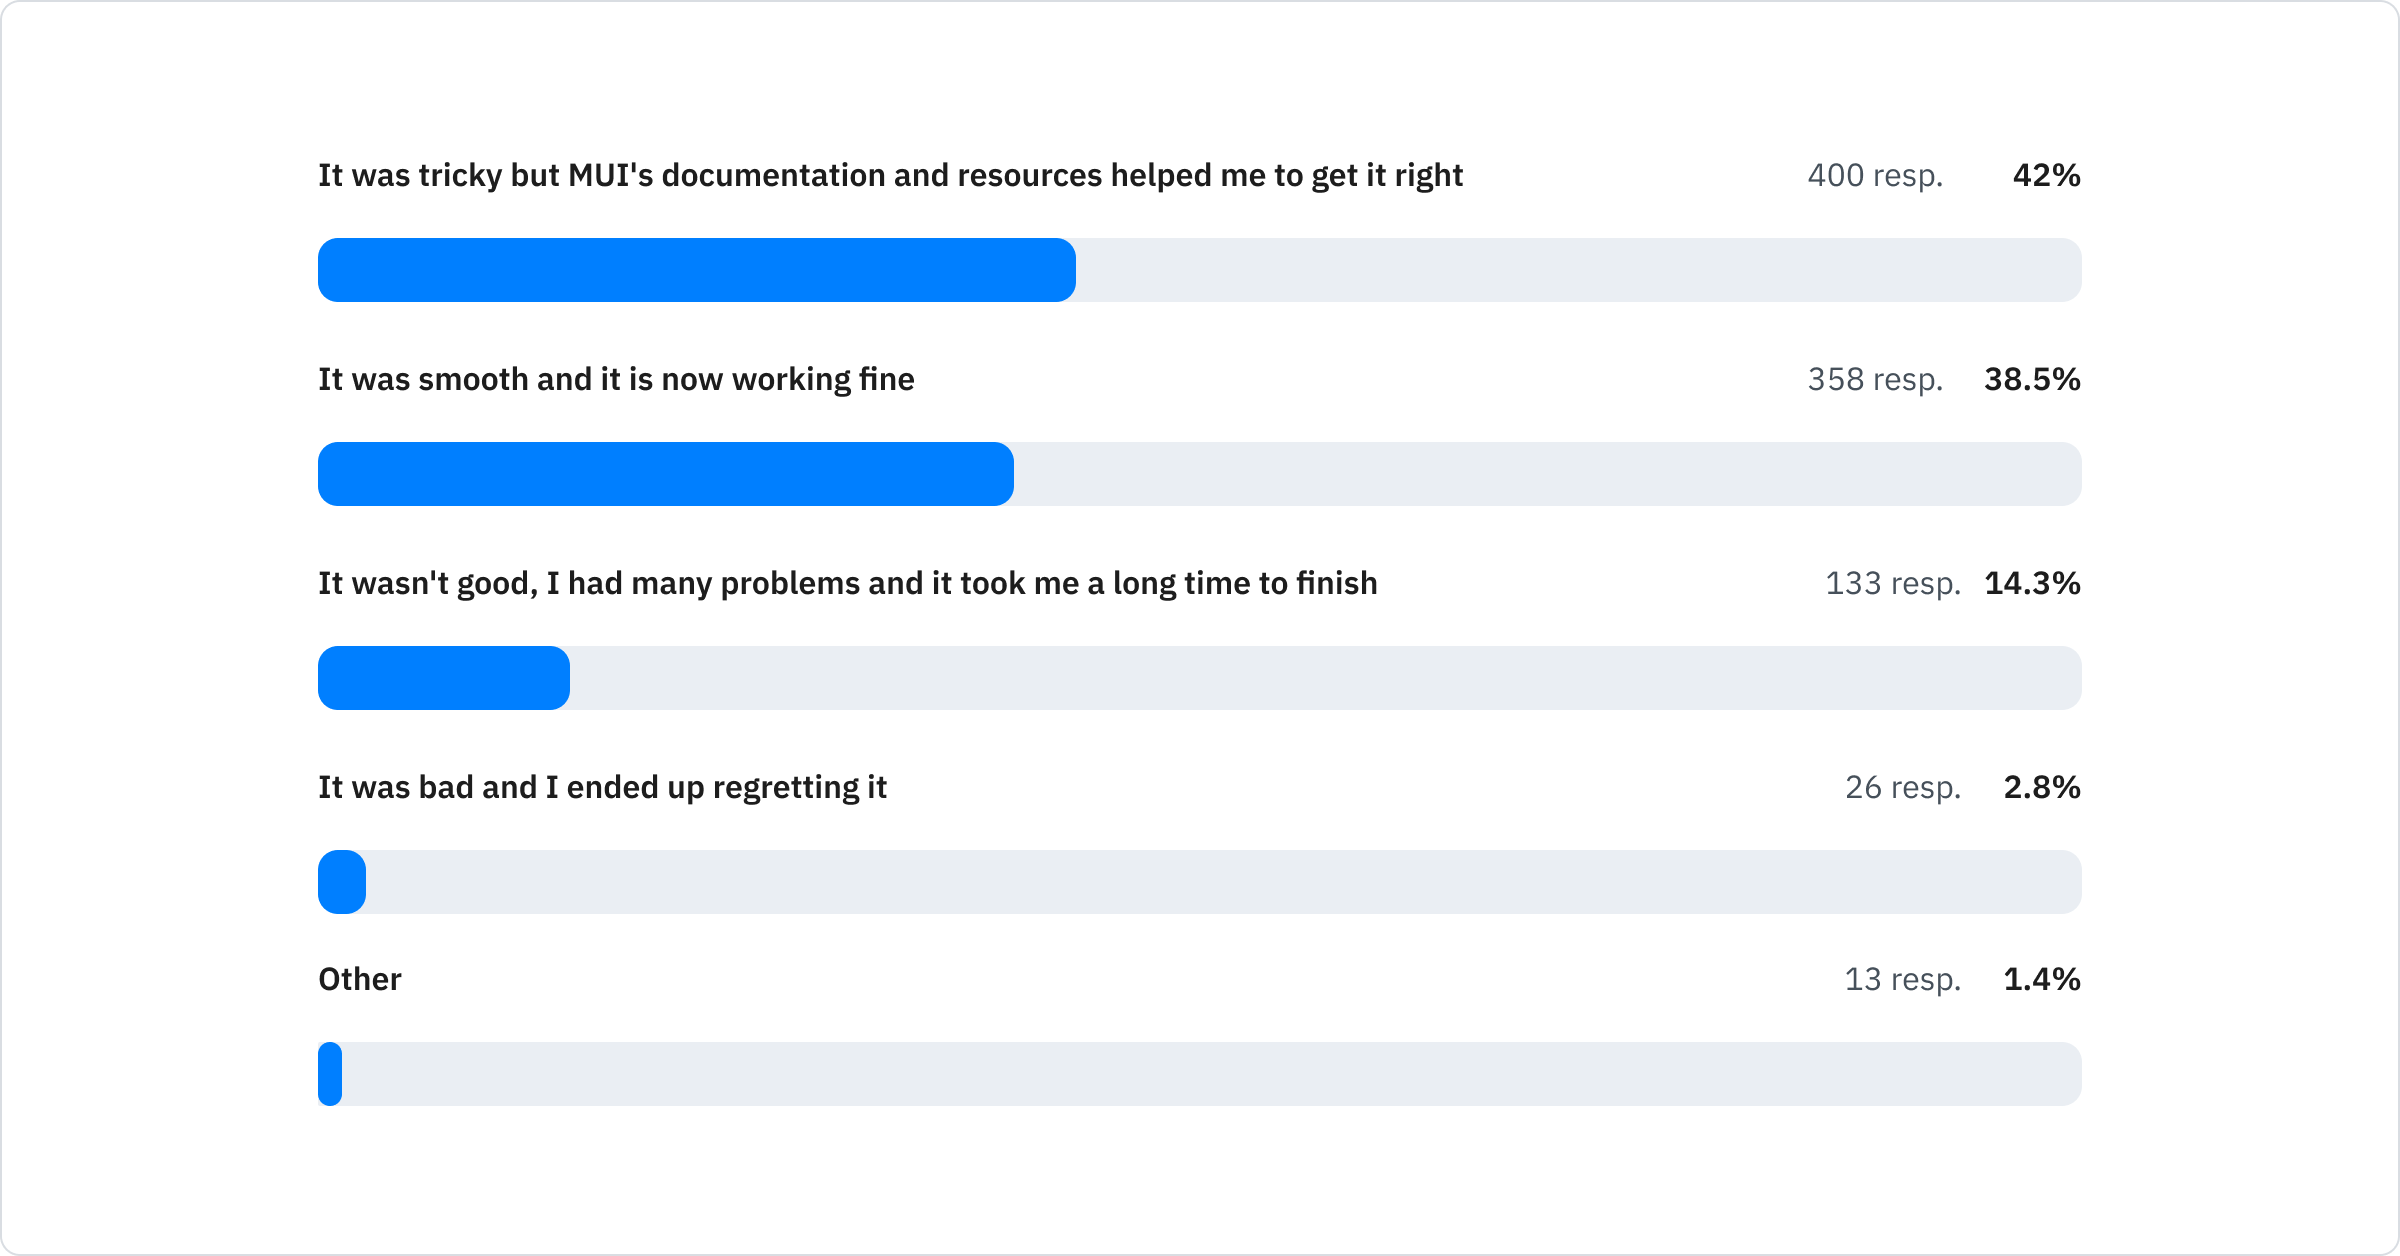 It was tricky but MUI's documentation and resources helped me to get it right 400 resp. 42%
It was smooth and it is now working fine 358 resp. 38.5%
It wasn't good, I had many problems and it took me a long time to finish 133 resp. 14.3%
It was bad and I ended up regretting it 26 resp. 2.8%
Other 13 resp. 1.4%